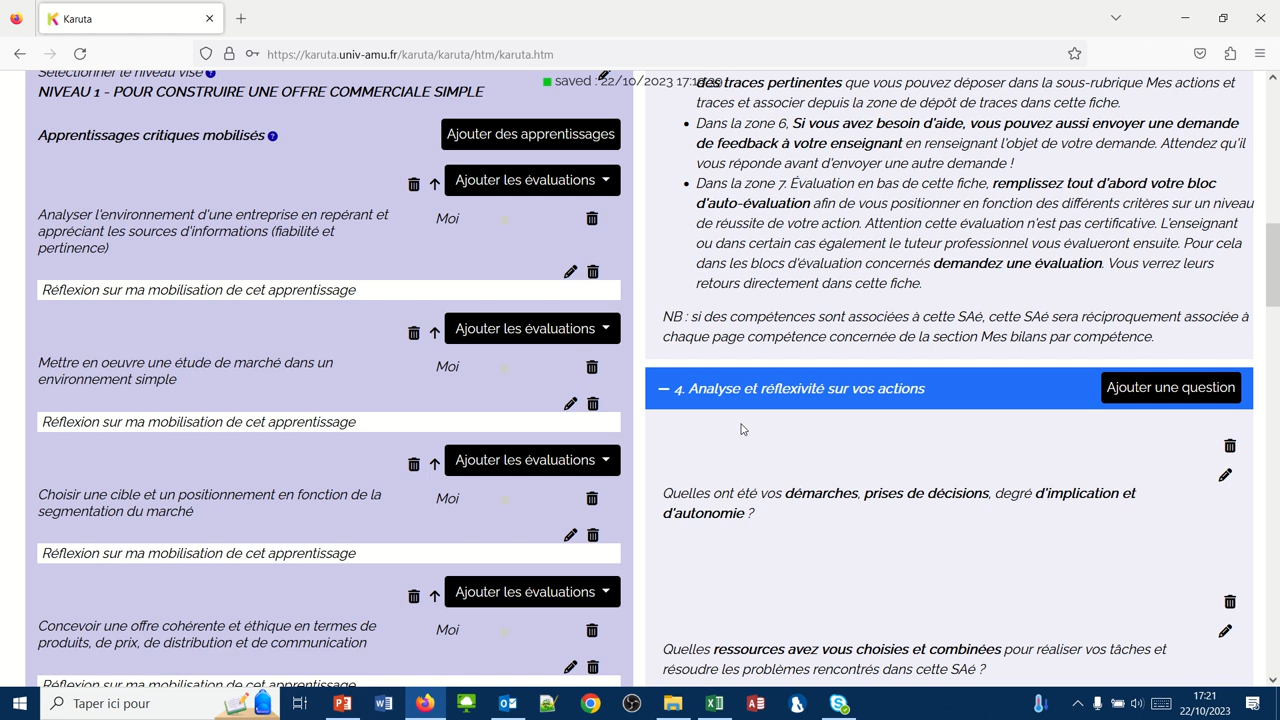 Karuta
https://karuta.univ-amu.fr/karuta/karuta/htm/karuta.htm
Sélectionner le niveau visé
NIVEAU 1 - POUR CONSTRUIRE UNE OFFRE COMMERCIALE SIMPLE
Apprentissages critiques mobilisés
Ajouter des apprentissages
Ajouter les évaluations
Analyser l'environnement d'une entreprise en repérant et
appréciant les sources d'informations (fiabilité et
pertinence)
Moi
Réflexion sur ma mobilisation de cet apprentissage
Ajouter les évaluations
Mettre en oeuvre une étude de marché dans un
environnement simple
Moi
Réflexion sur ma mobilisation de cet apprentissage
Ajouter les évaluations
Choisir une cible et un positionnement en fonction de la
segmentation du marché
Moi
Réflexion sur ma mobilisation de cet apprentissage
Ajouter les évaluations
Concevoir une offre cohérente et éthique en termes de
produits, de prix, de distribution et de communication
Moi
Réflexion sur ma mobilisation de cet apprentissage
saved : 22/10/2023
des traces pertinentes que vous pouvez déposer dans la sous-rubrique Mes actions et
traces et associer depuis la zone de dépôt de traces dans cette fiche.
Dans la zone 6, Si vous avez besoin d'aide, vous pouvez aussi envoyer une demande
de feedback à votre enseignant en renseignant l'objet de votre demande. Attendez qu'il
vous réponde avant d'envoyer une autre demande !
Dans la zone 7. Évaluation en bas de cette fiche, remplissez tout d'abord votre bloc
d'auto-évaluation afin de vous positionner en fonction des différents critères sur un niveau
de réussite de votre action. Attention cette évaluation n'est pas certificative. L'enseignant
ou dans certain cas également le tuteur professionnel vous évalueront ensuite. Pour cela
dans les blocs d'évaluation concernés demandez une évaluation. Vous verrez leurs
retours directement dans cette fiche.
NB : si des compétences sont associées à cette SAé, cette SAé sera réciproquement associée à
chaque page compétence concernée de la section Mes bilans par compétence.
4. Analyse et réflexivité sur vos actions
Ajouter une question
Quelles ont été vos démarches, prises de décisions, degré d'implication et
d'autonomie ?
Quelles ressources avez vous choisies et combinées pour réaliser vos tâches et
résoudre les problèmes rencontrés dans cette SAé ?
Taper ici pour
17:21
22/10/2023